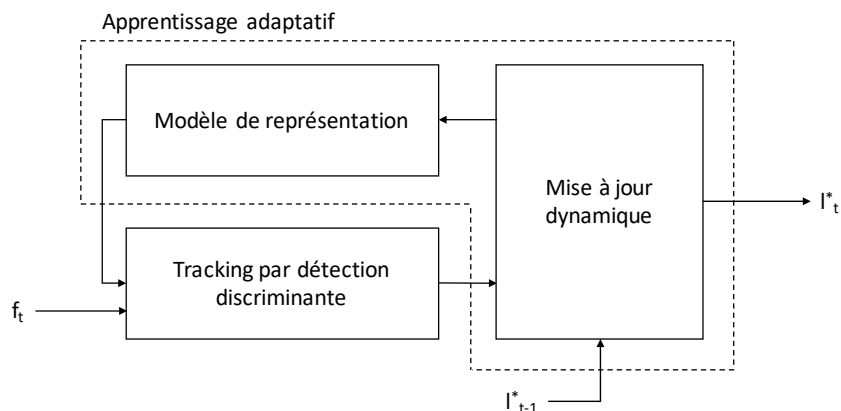 Apprentissage adaptatif
Modèle de représentation
Mise à jour
dynamique
l*t
Tracking par détection
discriminante
ft
l*t-1